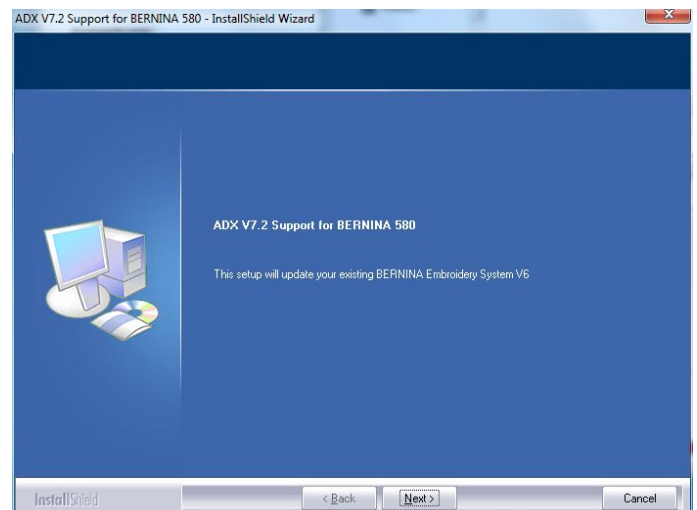 ADX V7.2 Support for BERNINA 580 - InstallShield Wizard
ADX V7.2 Support for BERNINA 580
This setup will update your existing BERNINA Embroidery System V6
InstallShield
< Back
Next >
Cancel